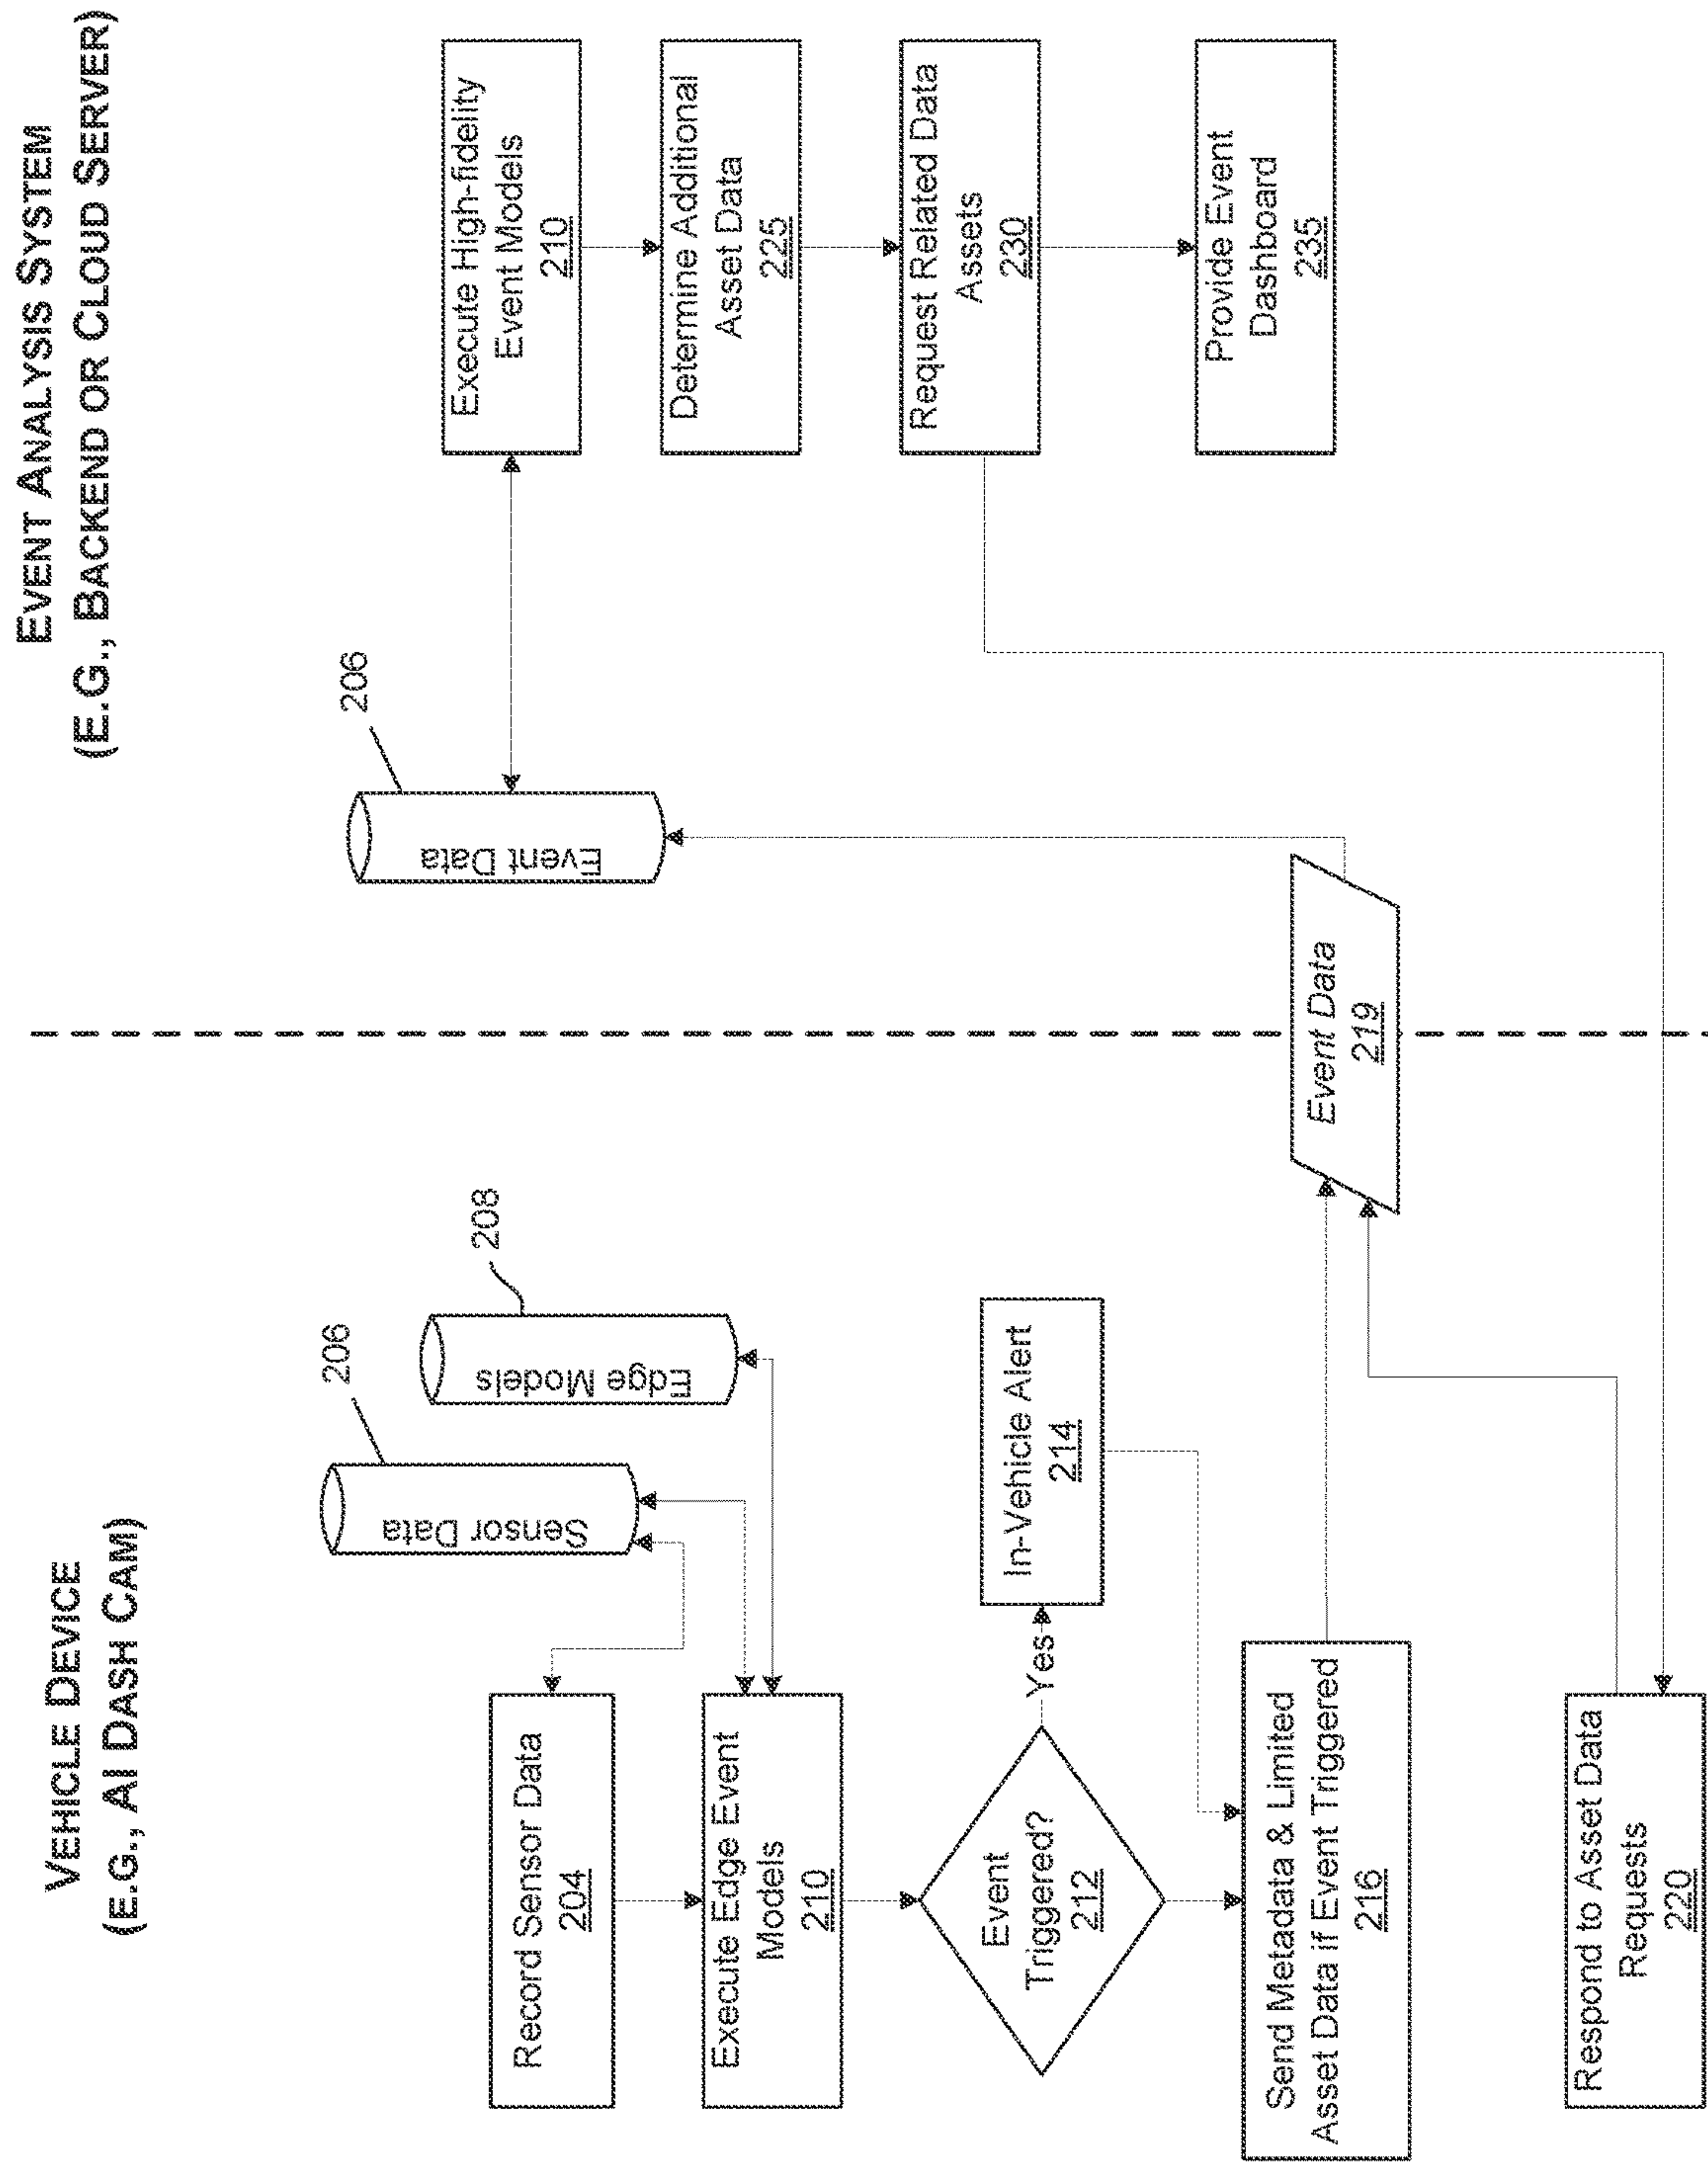 VEHICLE DEVICE
(E.G., AI DASH CAM)
Record Sensor Data
204
Sensor Data
206
Edge Models
208
Execute Edge Event
Models
210
Event
Triggered?
212
Yes
In-Vehicle Alert
214
Send Metadata & Limited
Asset Data if Event Triggered
216
Respond to Asset Data
Requests
220
Event Data
219
EVENT ANALYSIS SYSTEM
(E.G., BACKEND OR CLOUD SERVER)
Event Data
206
Execute High-fidelity
Event Models
210
Determine Additional
Asset Data
225
Request Related Data
Assets
230
Provide Event
Dashboard
235